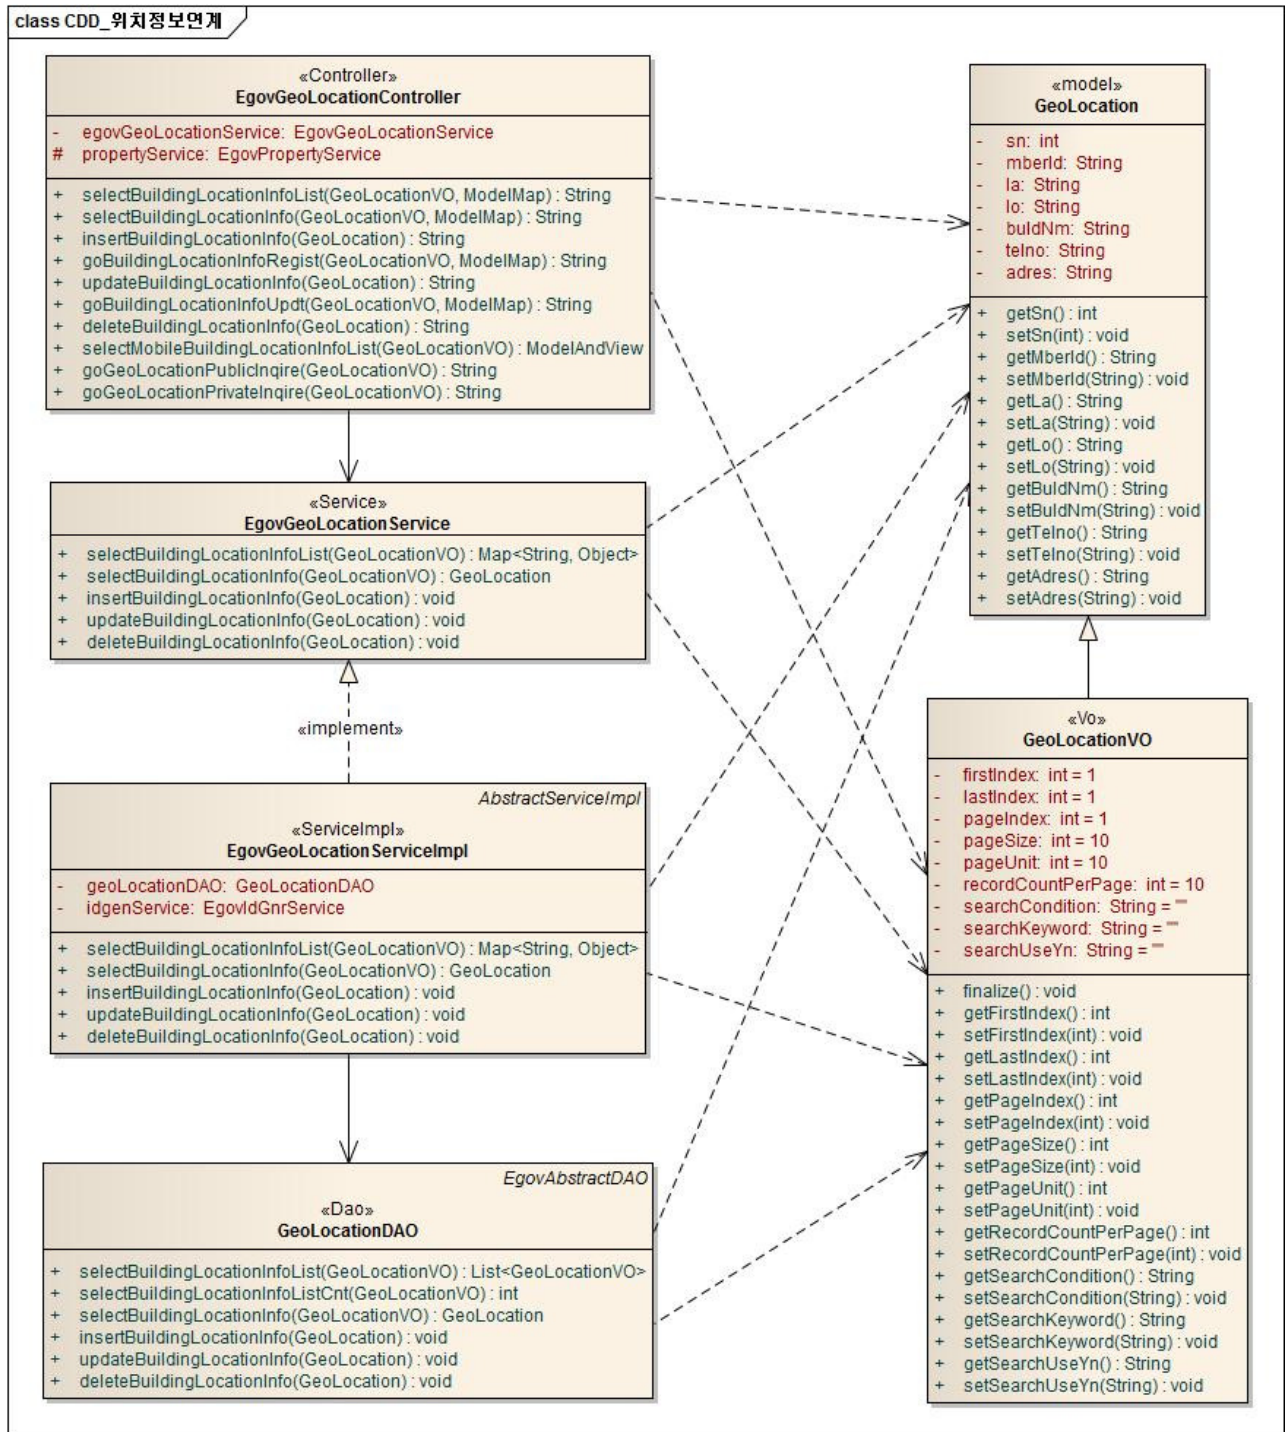 class CDD_위치정보연계
«Controller»
EgovGeoLocationController
- egovGeoLocationService: EgovGeoLocationService
# propertyService: EgovPropertyService
+ selectBuildingLocationInfoList(GeoLocationVO, ModelMap) : String
+ selectBuildingLocationInfo(GeoLocationVO, ModelMap) : String
+ insertBuildingLocationInfo(GeoLocation) : String
+ goBuildingLocationInfoRegist(GeoLocationVO, ModelMap) : String
+ updateBuildingLocationInfo(GeoLocation) : String
+ goBuildingLocationInfoUpdt(GeoLocationVO, ModelMap) : String
+ deleteBuildingLocationInfo(GeoLocation) : String
+ selectMobileBuildingLocationInfoList(GeoLocationVO) : ModelAndView
+ goGeoLocationPublicInqire(GeoLocationVO) : String
+ goGeoLocationPrivateInqire(GeoLocationVO) : String
«Service»
EgovGeoLocationService
+ selectBuildingLocationInfoList(GeoLocationVO) : Map<String, Object>
+ selectBuildingLocationInfo(GeoLocationVO) : GeoLocation
+ insertBuildingLocationInfo(GeoLocation) : void
+ updateBuildingLocationInfo(GeoLocation) : void
+ deleteBuildingLocationInfo(GeoLocation) : void
«implement»
AbstractServiceImpl
«ServiceImpl»
EgovGeoLocationServiceImpl
- geoLocationDAO: GeoLocationDAO
- idgenService: EgovIdGnrService
+ selectBuildingLocationInfoList(GeoLocationVO) : Map<String, Object>
+ selectBuildingLocationInfo(GeoLocationVO) : GeoLocation
+ insertBuildingLocationInfo(GeoLocation) : void
+ updateBuildingLocationInfo(GeoLocation) : void
+ deleteBuildingLocationInfo(GeoLocation) : void
EgovAbstractDAO
«Dao»
GeoLocationDAO
+ selectBuildingLocationInfoList(GeoLocationVO) : List<GeoLocationVO>
+ selectBuildingLocationInfoListCnt(GeoLocationVO) : int
+ selectBuildingLocationInfo(GeoLocationVO) : GeoLocation
+ insertBuildingLocationInfo(GeoLocation) : void
+ updateBuildingLocationInfo(GeoLocation) : void
+ deleteBuildingLocationInfo(GeoLocation) : void
«model»
GeoLocation
- sn: int
- mberId: String
- la: String
- lo: String
- buldNm: String
- telno: String
- adres: String
+ getSn() : int
+ setSn(int) : void
+ getMberId() : String
+ setMberId(String) : void
+ getLa() : String
+ setLa(String) : void
+ getLo() : String
+ setLo(String) : void
+ getBuldNm() : String
+ setBuldNm(String) : void
+ getTelno() : String
+ setTelno(String) : void
+ getAdres() : String
+ setAdres(String) : void
«Vo»
GeoLocationVO
- firstIndex: int = 1
- lastIndex: int = 1
- pageIndex: int = 1
- pageSize: int = 10
- pageUnit: int = 10
- recordCountPerPage: int = 10
- searchCondition: String = ""
- searchKeyword: String = ""
- searchUseYn: String = ""
+ finalize() : void
+ getFirstIndex() : int
+ setFirstIndex(int) : void
+ getLastIndex() : int
+ setLastIndex(int) : void
+ getPageIndex() : int
+ setPageIndex(int) : void
+ getPageSize() : int
+ setPageSize(int) : void
+ getPageUnit() : int
+ setPageUnit(int) : void
+ getRecordCountPerPage() : int
+ setRecordCountPerPage(int) : void
+ getSearchCondition() : String
+ setSearchCondition(String) : void
+ getSearchKeyword() : String
+ setSearchKeyword(String) : void
+ getSearchUseYn() : String
+ setSearchUseYn(String) : void